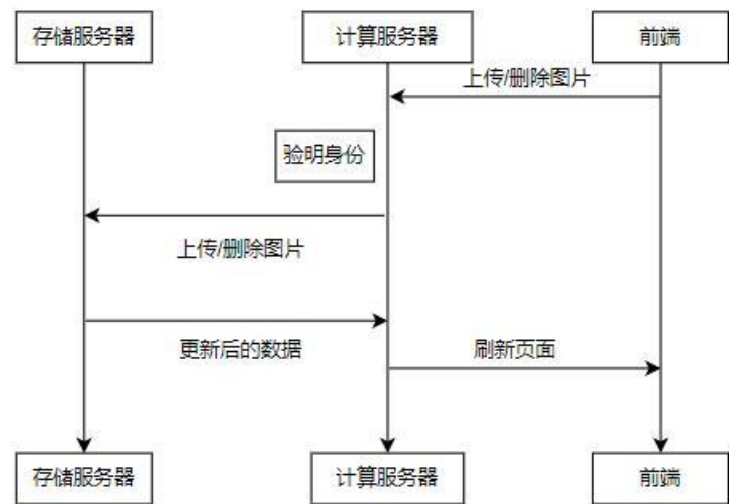 存储服务器
计算服务器
前端
上传/删除图片
验明身份
上传/删除图片
更新后的数据
刷新页面
存储服务器
计算服务器
前端